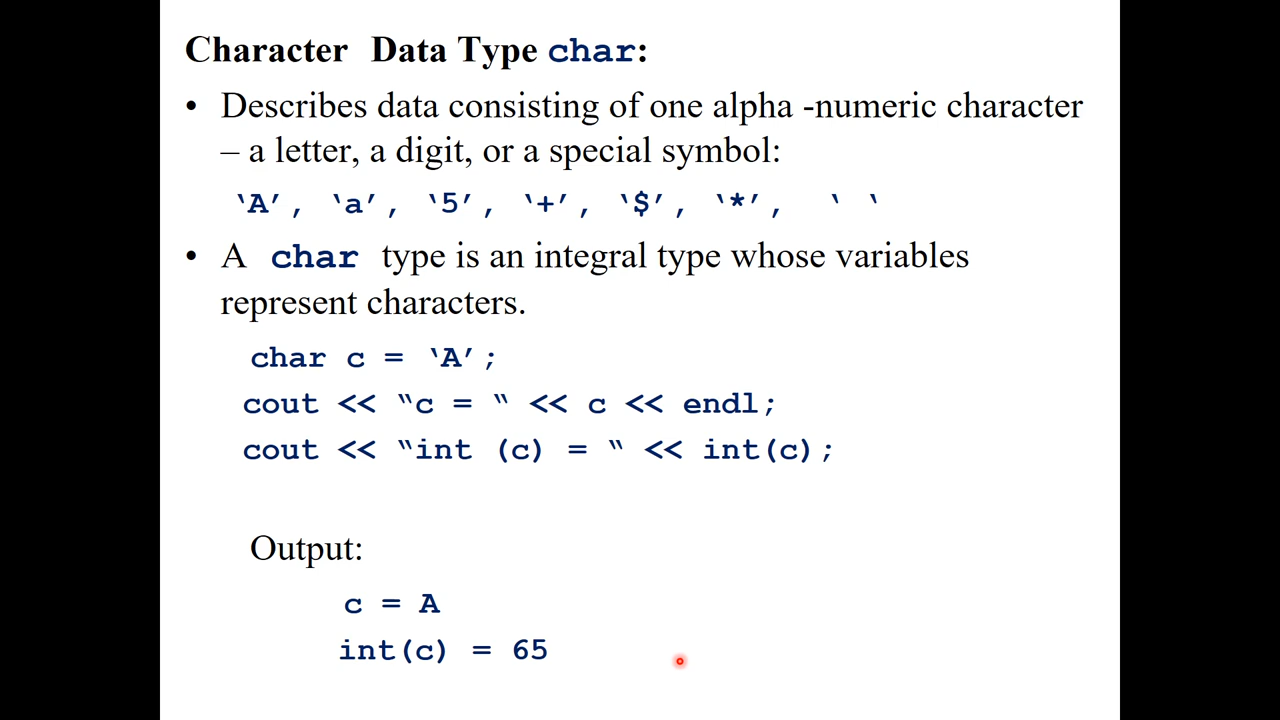 Character Data Type char:
• Describes data consisting of one alpha -numeric character
– a letter, a digit, or a special symbol:
‘A’, ‘a’, ‘5’, ‘+’, ‘$’, ‘*’, ‘ ‘
• A char type is an integral type whose variables
represent characters.
char c = ‘A’;
cout << “c = “ << c << endl;
cout << “int (c) = “ << int(c);
Output:
c = A
int(c) = 65